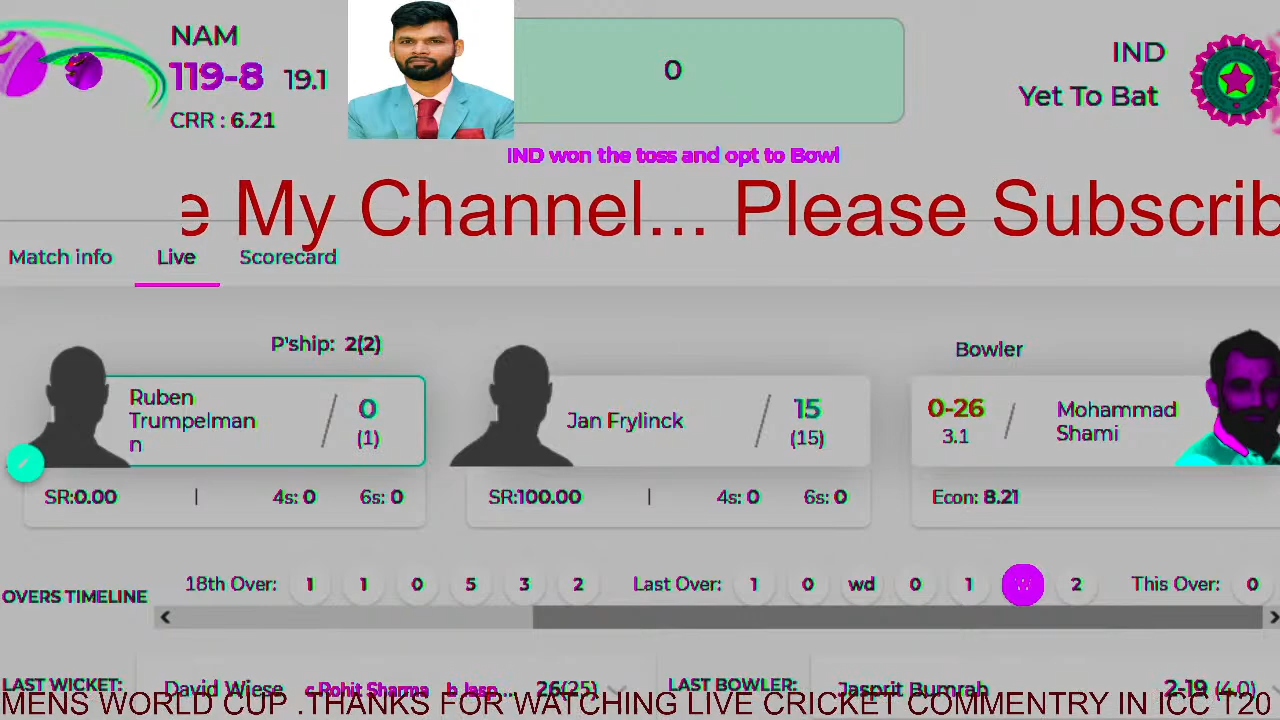 NAM
119-8 19.1
CRR : 6.21
0
IND
Yet To Bat
IND won the toss and opt to Bowl
e My Channel... Please Subscrib
Match info Live Scorecard
P'ship: 2(2)
Bowler
Ruben
Trumpelman
n
0
(1)
Jan Frylinck
15
(15)
0-26
3.1
Mohammad
Shami
SR:0.00 | 4s: 0 6s: 0
SR:100.00 | 4s: 0 6s: 0
Econ: 8.21
OVERS TIMELINE
18th Over: 1 1 0 5 3 2 Last Over: 1 0 wd 0 1 W 2 This Over: 0
LAST WICKET: David Wiese c Rohit Sharma b Jasp... 26(25) LAST BOWLER: Jasprit Bumrah 2-19 (4.0)
MENS WORLD CUP .THANKS FOR WATCHING LIVE CRICKET COMMENTRY IN ICC T20